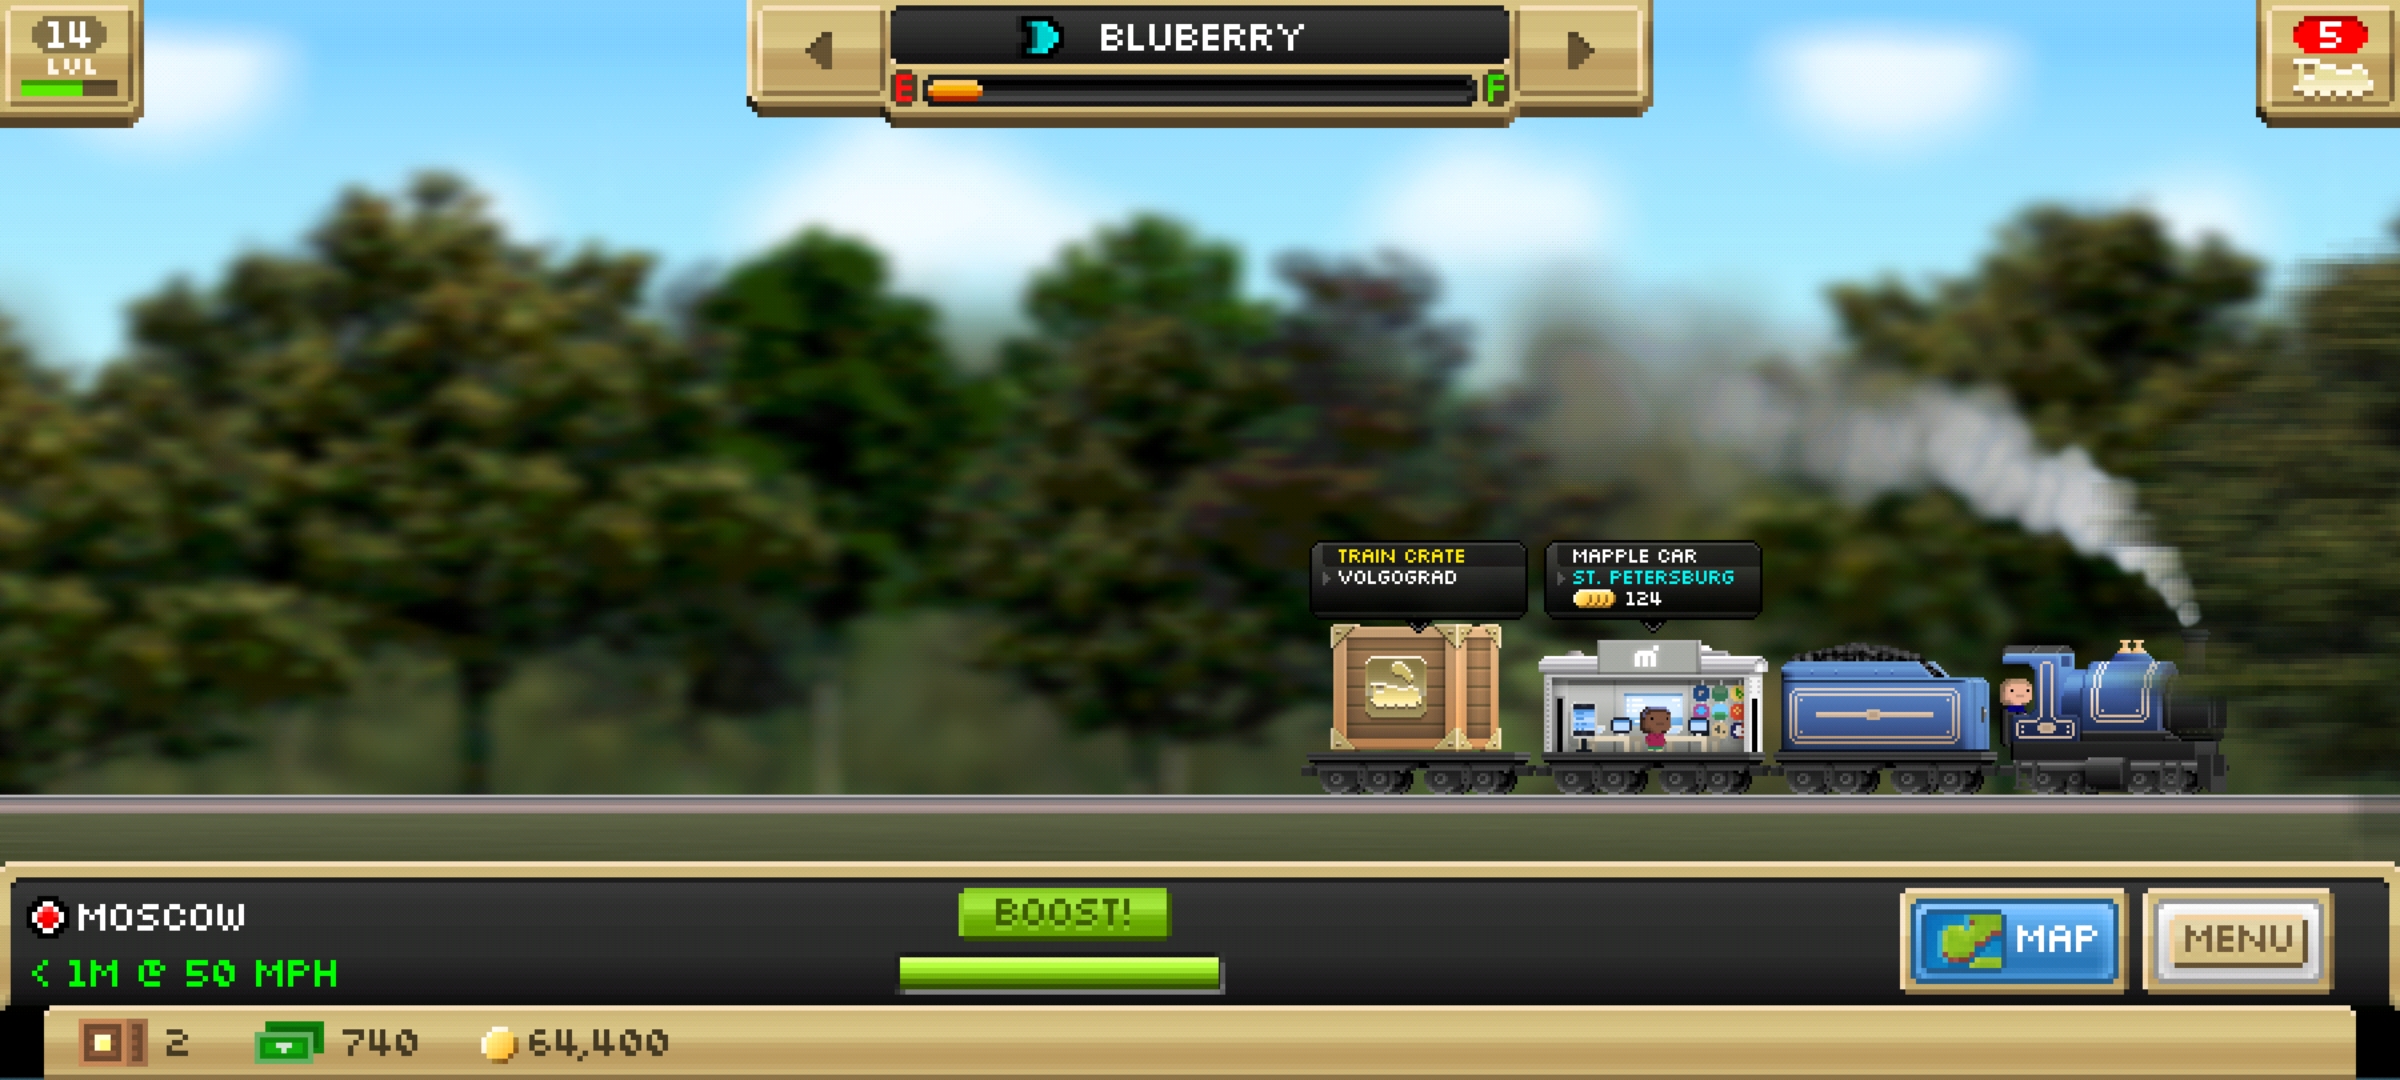 14
LVL
BLUBERRY
E F
5
TRAIN CRATE
VOLGOGRAD
MAPPLE CAR
ST. PETERSBURG
124
m
MOSCOW
< 1M @ 50 MPH
BOOST!
MAP
MENU
2
740
64,400